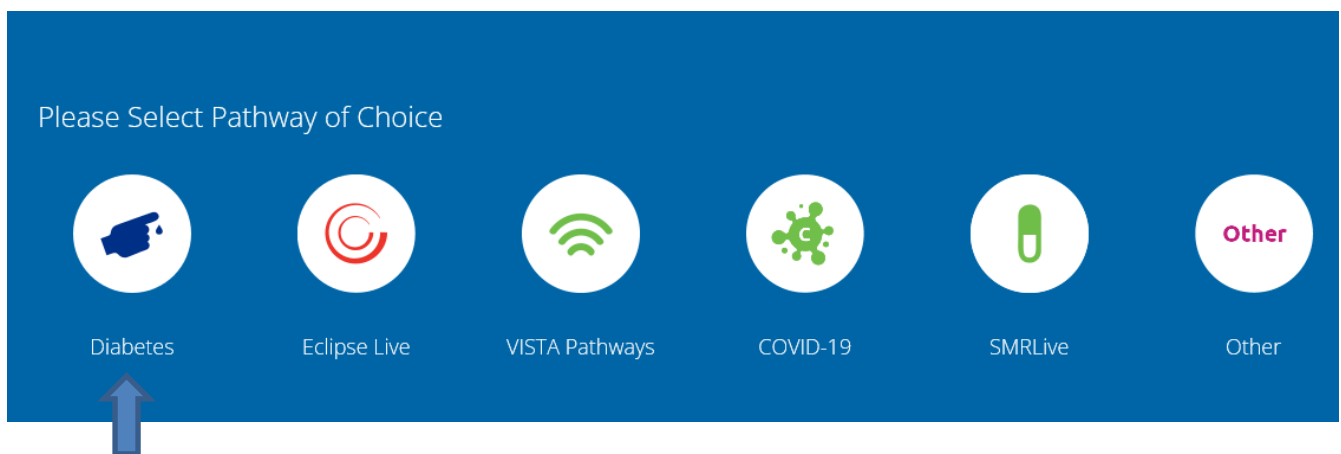 Please Select Pathway of Choice
C
Other
Diabetes Eclipse Live VISTA Pathways COVID-19 SMRLive Other